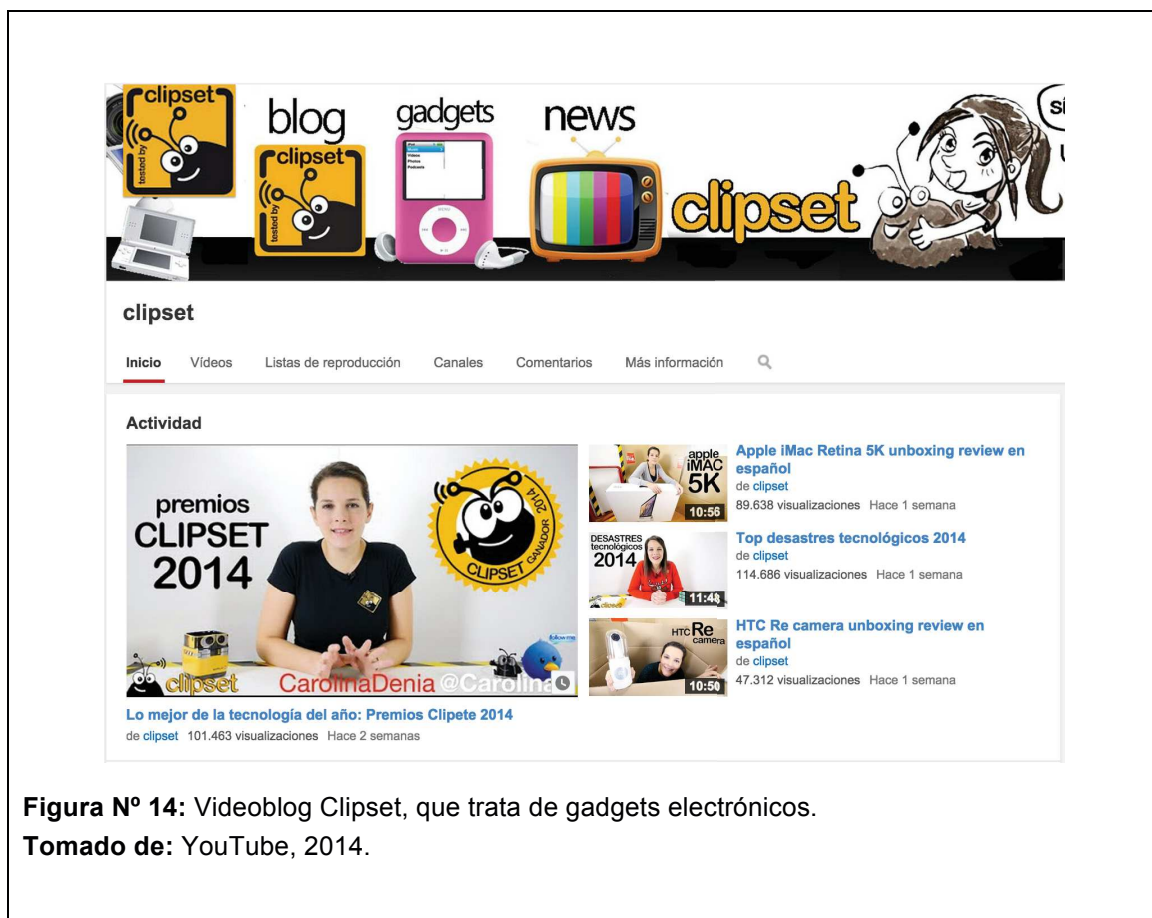 clipset
tested by
blog
clipset
tested by
gadgets
news
clipset
clipset
Inicio Vídeos Listas de reproducción Canales Comentarios Más información
Actividad
premios
CLIPSET
2014
2014
CLIPSET GANADOR
follow me
clipset
CarolinaDenia @Carolina
Lo mejor de la tecnología del año: Premios Clipete 2014
de clipset 101.463 visualizaciones Hace 2 semanas
apple
iMAC
5K
10:56
Apple iMac Retina 5K unboxing review en
español
de clipset
89.638 visualizaciones Hace 1 semana
DESASTRES
tecnológicos
2014
clipset
11:48
Top desastres tecnológicos 2014
de clipset
114.686 visualizaciones Hace 1 semana
HTC Re
camera
10:50
HTC Re camera unboxing review en
español
de clipset
47.312 visualizaciones Hace 1 semana
Figura Nº 14: Videoblog Clipset, que trata de gadgets electrónicos.
Tomado de: YouTube, 2014.